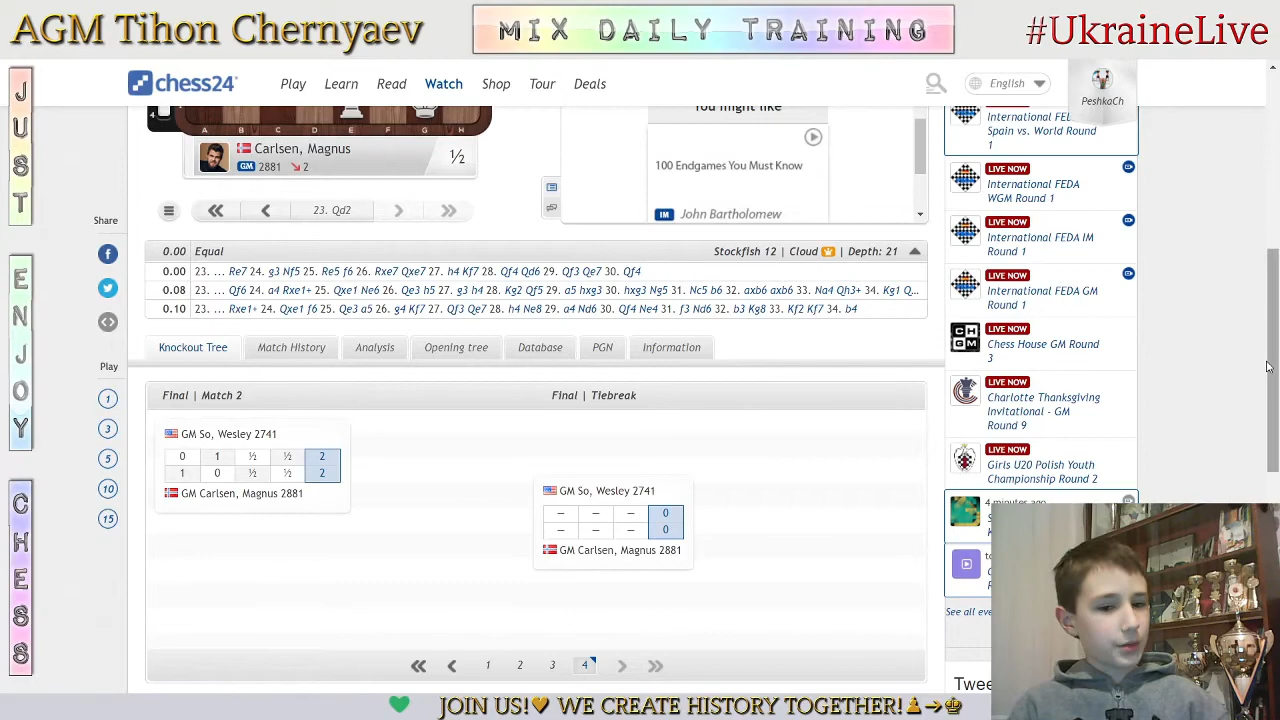 AGM Tihon Chernyaev
MIX DAILY TRAINING
#UkraineLive
JUST
ENJOY
CHESS
chess24
Play Learn Read Watch Shop Tour Deals
English
PeshkaCh
A B C D E F G H
Carlsen, Magnus
GM 2881 ↘ 2
½
23. Qd2
You might like
100 Endgames You Must Know
IM John Bartholomew
0.00 Equal Stockfish 12 | Cloud | Depth: 21
0.00 23. ... Re7 24. g3 Nf5 25. Re5 f6 26. Rxe7 Qxe7 27. h4 Kf7 28. Qf4 Qd6 29. Qf3 Qe7 30. Qf4
0.08 23. ... Qf6 24. 25. Qxe1 Ne6 26. Qe3 h5 27. g3 h4 28. Kg2 29. a5 hxg3 30. hxg3 Ng5 31. 32. axb6 axb6 33. Na4 Qh3+ 34. Kg1 Q...
0.10 23. ... Rxe1+ 24. Qxe1 f6 25. Qe3 a5 26. g4 Kf7 27. Qf3 Qe7 28. h4 Ne8 29. a4 Nd6 30. Qf4 Ne4 31. f3 Nd6 32. b3 Kg8 33. Kf2 Kf7 34. b4
Knockout Tree Match history Analysis Opening tree Database PGN Information
Final | Match 2
Final | Tiebreak
GM So, Wesley 2741
0 1 ½ ½ 2
1 0 ½ ½ 2
GM Carlsen, Magnus 2881
GM So, Wesley 2741
– – – 0
– – – 0
GM Carlsen, Magnus 2881
1 2 3 4
Share
Play
1
3
5
10
15
International FEDA
Spain vs. World Round
1
LIVE NOW
International FEDA
WGM Round 1
LIVE NOW
International FEDA IM
Round 1
LIVE NOW
International FEDA GM
Round 1
CH
GM
LIVE NOW
Chess House GM Round
3
LIVE NOW
Charlotte Thanksgiving
Invitational - GM
Round 9
LIVE NOW
Girls U20 Polish Youth
Championship Round 2
4 minutes ago
See all eve
Twee
JOIN US! WE CREATE HISTORY TOGETHER!